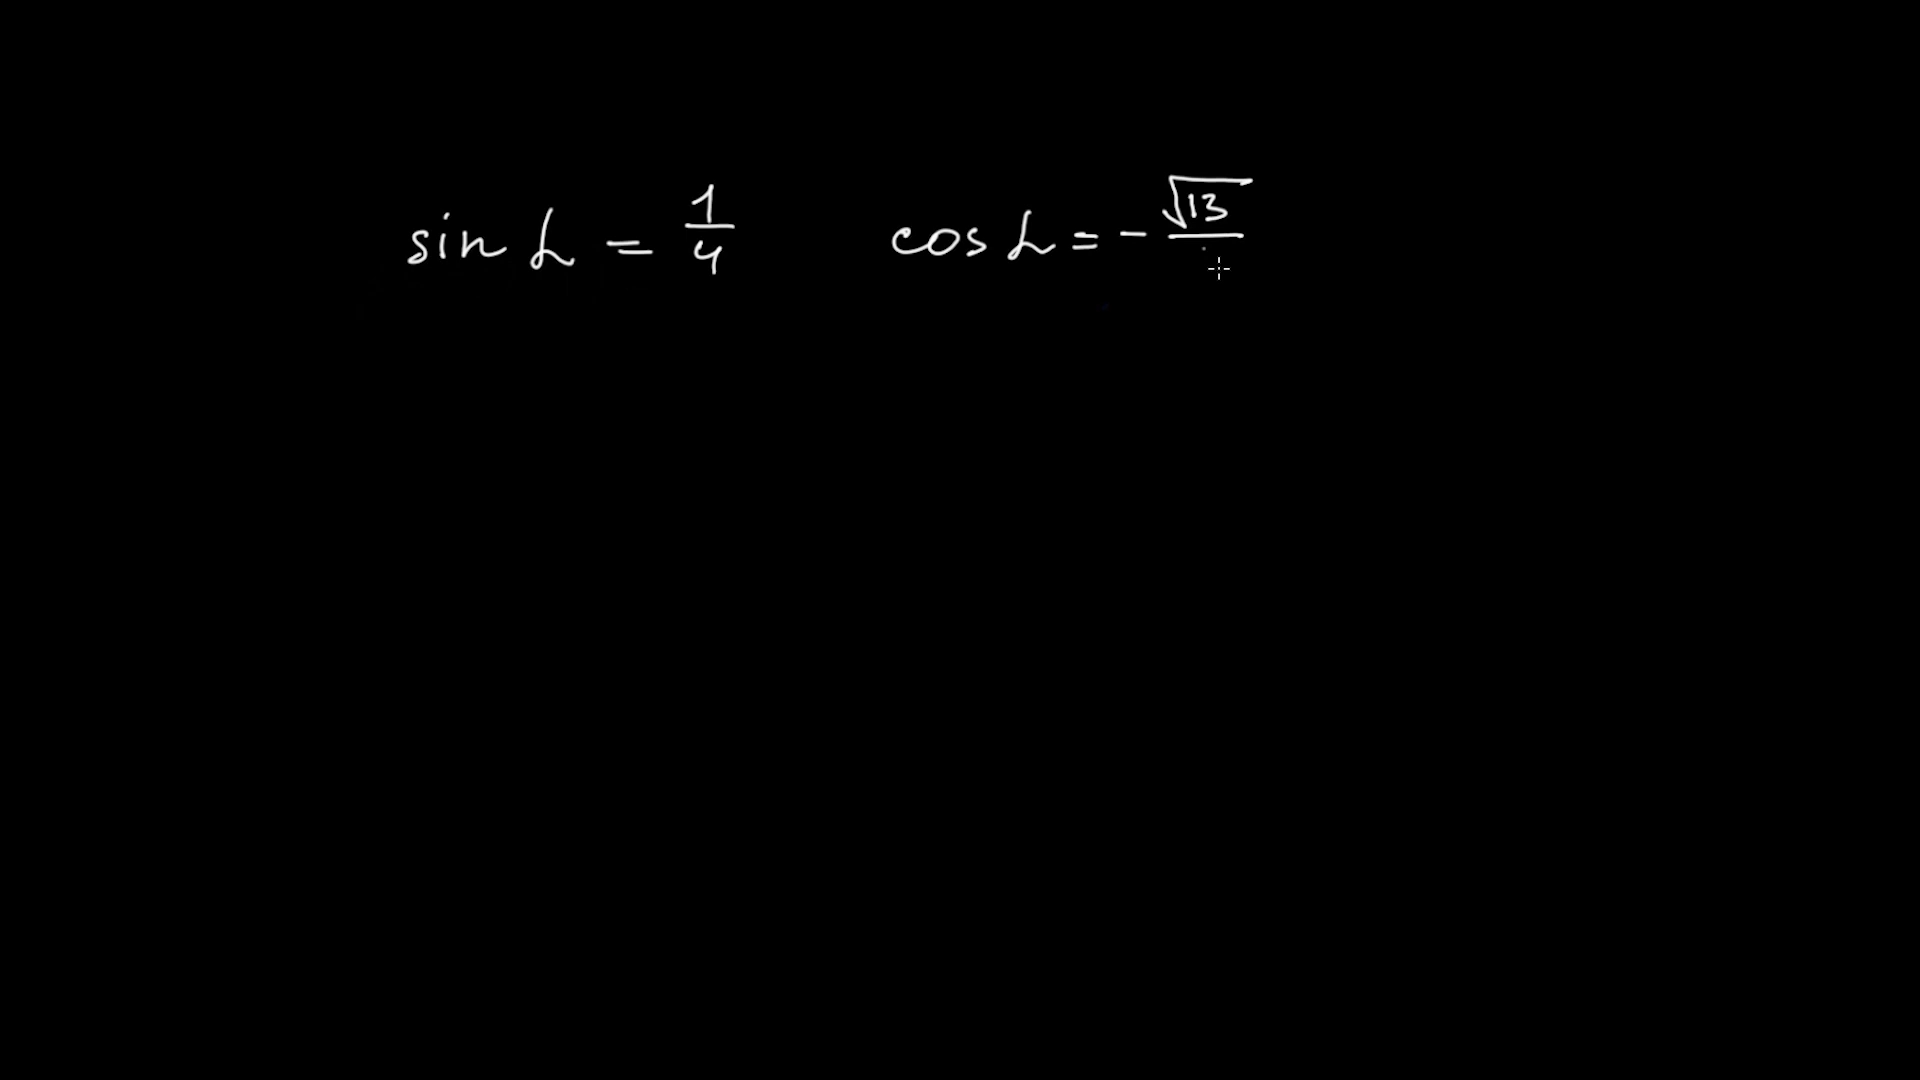 sin α = 1/4 cos α = - √13/